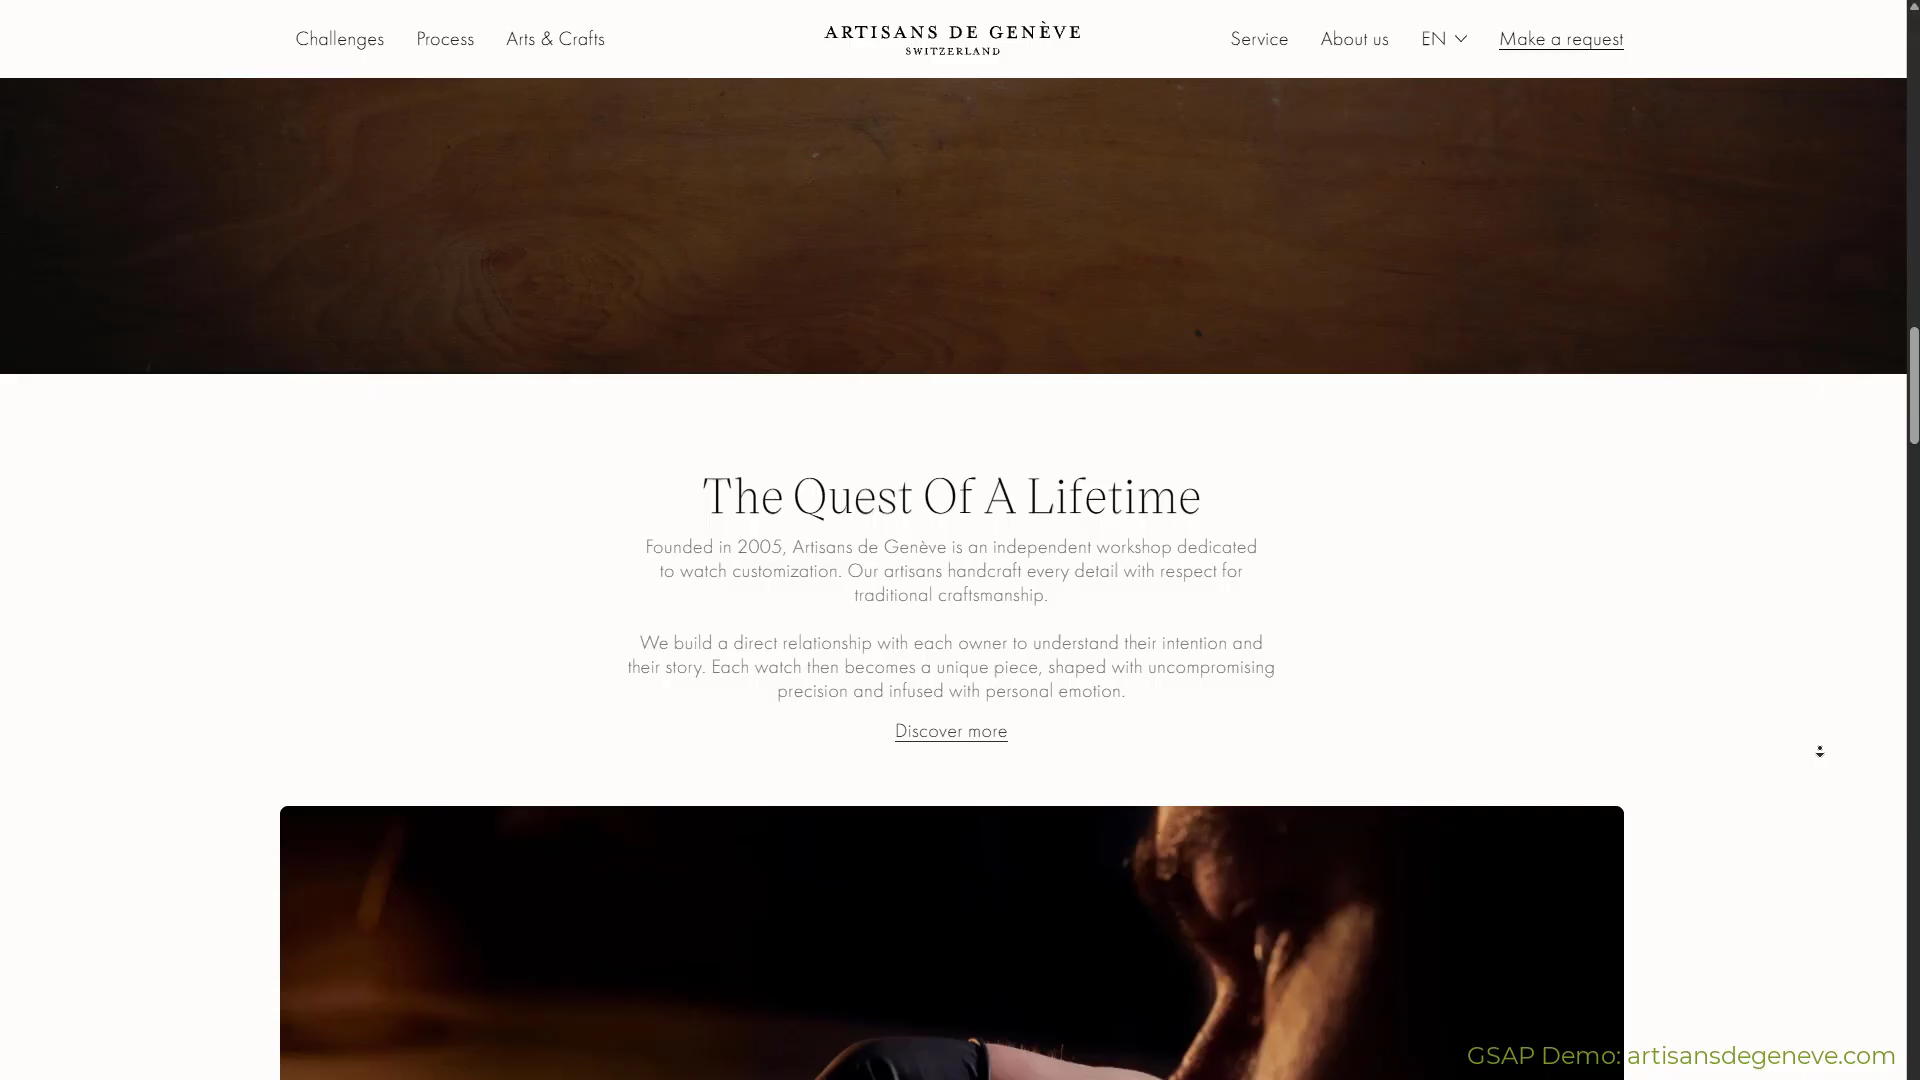 Challenges
Process
Arts & Crafts
ARTISANS DE GENÈVE
SWITZERLAND
Service
About us
EN
Make a request
The Quest Of A Lifetime
Founded in 2005, Artisans de Genève is an independent workshop dedicated
to watch customization. Our artisans handcraft every detail with respect for
traditional craftsmanship.
We build a direct relationship with each owner to understand their intention and
their story. Each watch then becomes a unique piece, shaped with uncompromising
precision and infused with personal emotion.
Discover more
GSAP Demo: artisansdegeneve.com